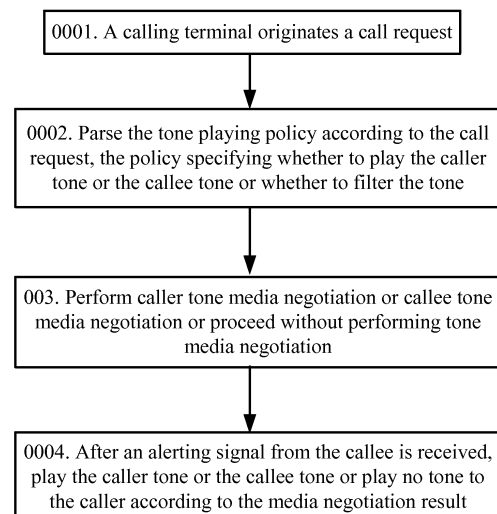 0001. A calling terminal originates a call request
0002. Parse the tone playing policy according to the call
request, the policy specifying whether to play the caller
tone or the callee tone or whether to filter the tone
003. Perform caller tone media negotiation or callee tone
media negotiation or proceed without performing tone
media negotiation
0004. After an alerting signal from the callee is received,
play the caller tone or the callee tone or play no tone to
the caller according to the media negotiation result